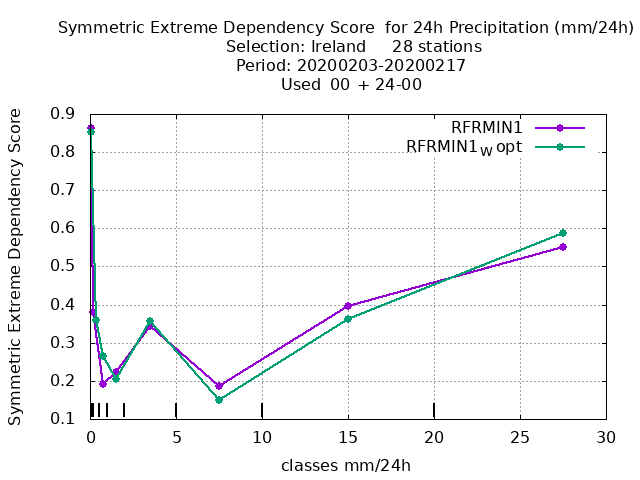 Symmetric Extreme Dependency Score  for 24h Precipitation (mm/24h)
Selection: Ireland     28 stations
Period: 20200203-20200217
Used  00 + 24-00
RFRMIN1
RFRMIN1W opt
Symmetric Extreme Dependency Score
0.9
0.8
0.7
0.6
0.5
0.4
0.3
0.2
0.1
0 5 10 15 20 25 30
classes mm/24h